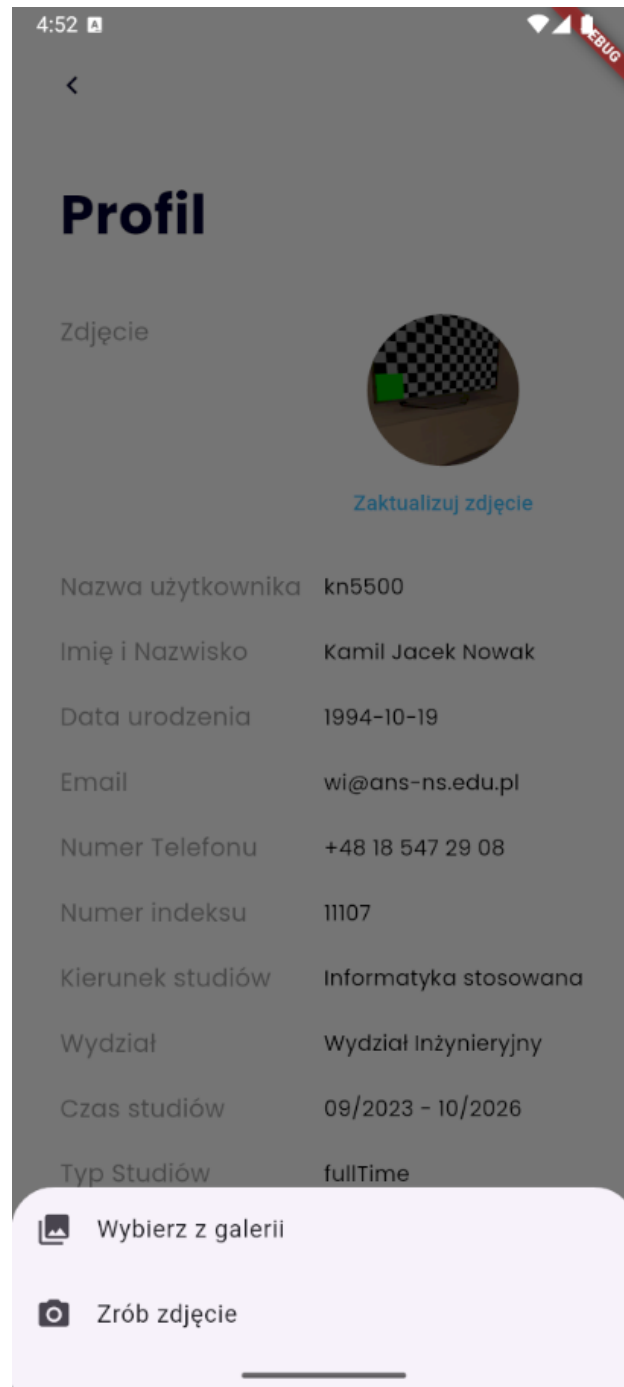 4:52 A
DEBUG
Profil
Zdjęcie
Zaktualizuj zdjęcie
Nazwa użytkownika kn5500
Imię i Nazwisko Kamil Jacek Nowak
Data urodzenia 1994-10-19
Email wi@ans-ns.edu.pl
Numer Telefonu +48 18 547 29 08
Numer indeksu 11107
Kierunek studiów Informatyka stosowana
Wydział Wydział Inżynieryjny
Czas studiów 09/2023 - 10/2026
Typ Studiów fullTime
Wybierz z galerii
Zrób zdjęcie